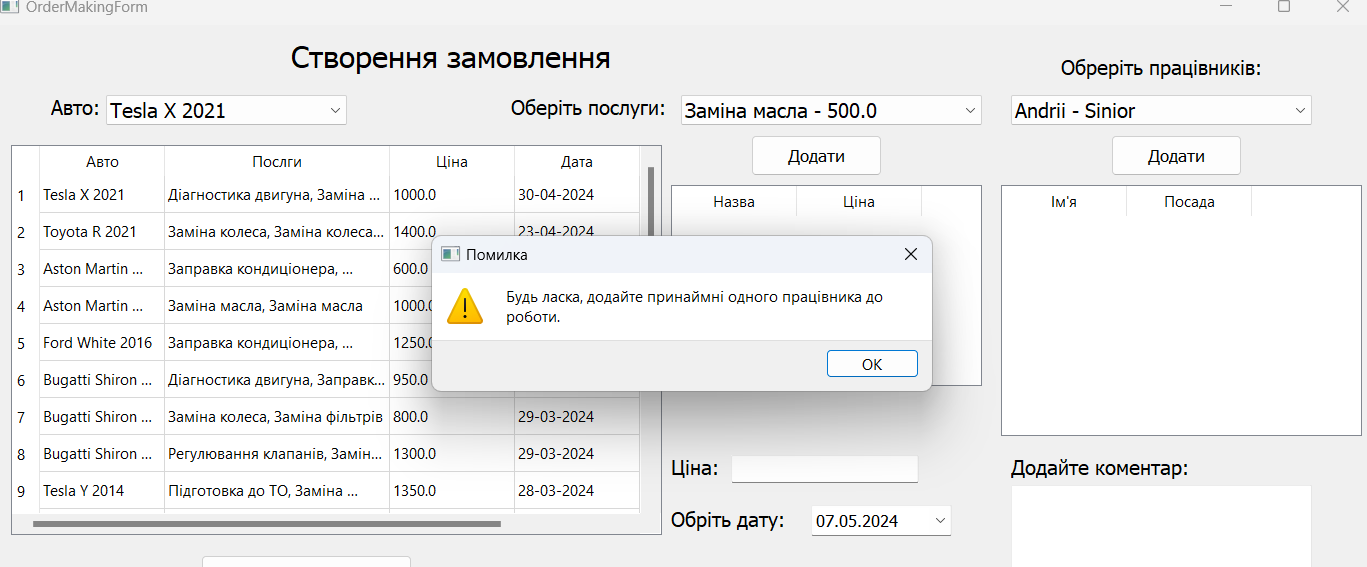 OrderMakingForm
Створення замовлення
Обреріть працівників:
Авто: Tesla X 2021
Оберіть послуги: Заміна масла - 500.0
Andrii - Sinior
Додати
Додати
Авто Послги Ціна Дата
1 Tesla X 2021 Діагностика двигуна, Заміна ... 1000.0 30-04-2024
2 Toyota R 2021 Заміна колеса, Заміна колеса... 1400.0 23-04-2024
3 Aston Martin ... Заправка кондиціонера, ... 600.0
4 Aston Martin ... Заміна масла, Заміна масла 1000.0
5 Ford White 2016 Заправка кондиціонера, ... 1250.0
6 Bugatti Shiron ... Діагностика двигуна, Заправк... 950.0
7 Bugatti Shiron ... Заміна колеса, Заміна фільтрів 800.0 29-03-2024
8 Bugatti Shiron ... Регулювання клапанів, Замін... 1300.0 29-03-2024
9 Tesla Y 2014 Підготовка до ТО, Заміна ... 1350.0 28-03-2024
Назва Ціна
Ім'я Посада
Помилка
Будь ласка, додайте принаймні одного працівника до
роботи.
OK
Ціна:
Обріть дату: 07.05.2024
Додайте коментар: